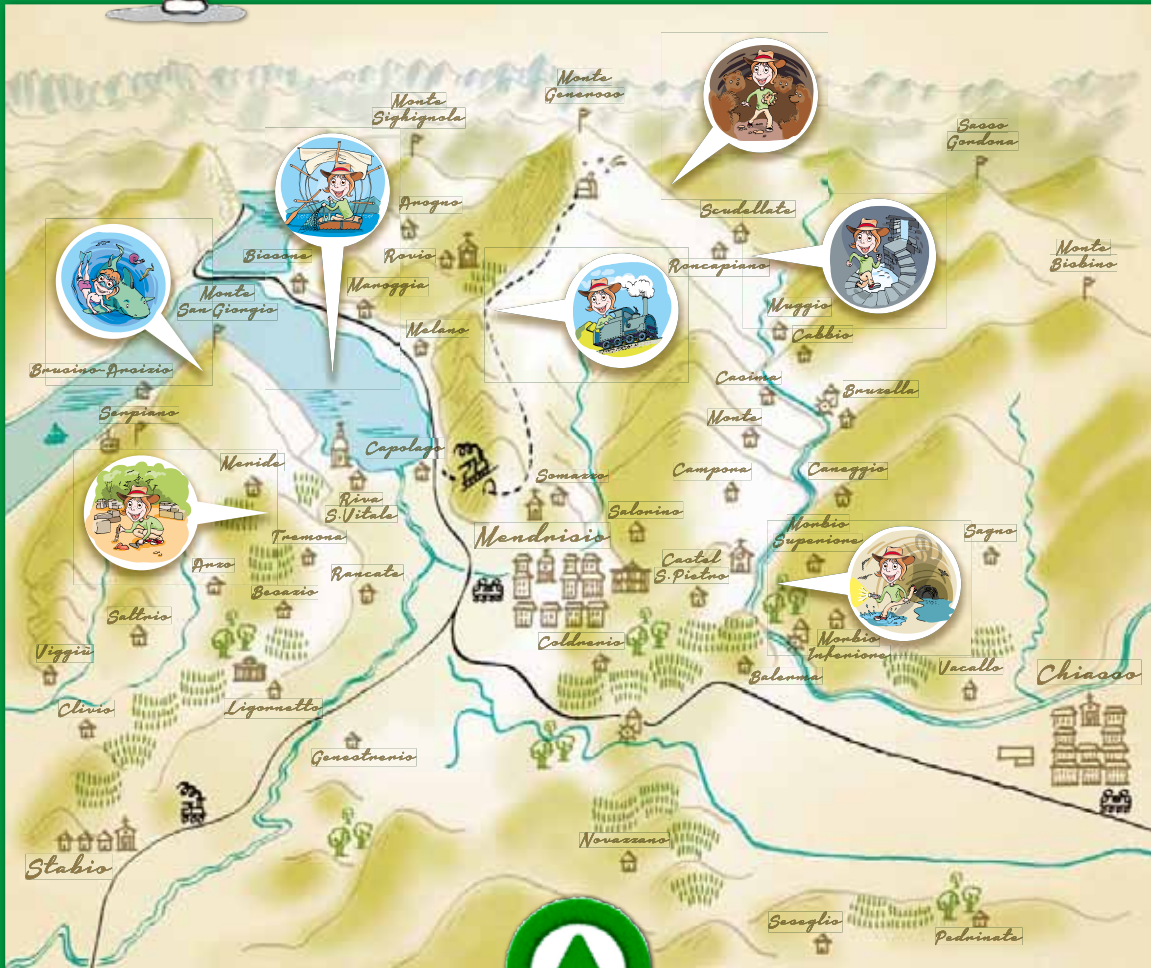 Monte
Generoso
Monte
Sighignola
Sasso
Gordona
Arogno
Scudellate
Bissone
Rovio
Roncapiano
Monte
Bisbino
Maroggia
Monte
San Giorgio
Muggio
Melano
Cabbio
Brusino-Arsizio
Casima
Bruzella
Serpiano
Monte
Capolago
Meride
Somazzo
Campora
Caneggio
Riva
S.Vitale
Salorino
Tremona
Mendrisio
Morbio
Superiore
Sagno
Arzo
Rancate
Castel
S.Pietro
Besazio
Saltrio
Coldrerio
Morbio
Inferiore
Viggiù
Vacallo
Chiasso
Balerma
Clivio
Ligornetto
Genestrerio
Novazzano
Stabio
Seseglio
Pedrinate